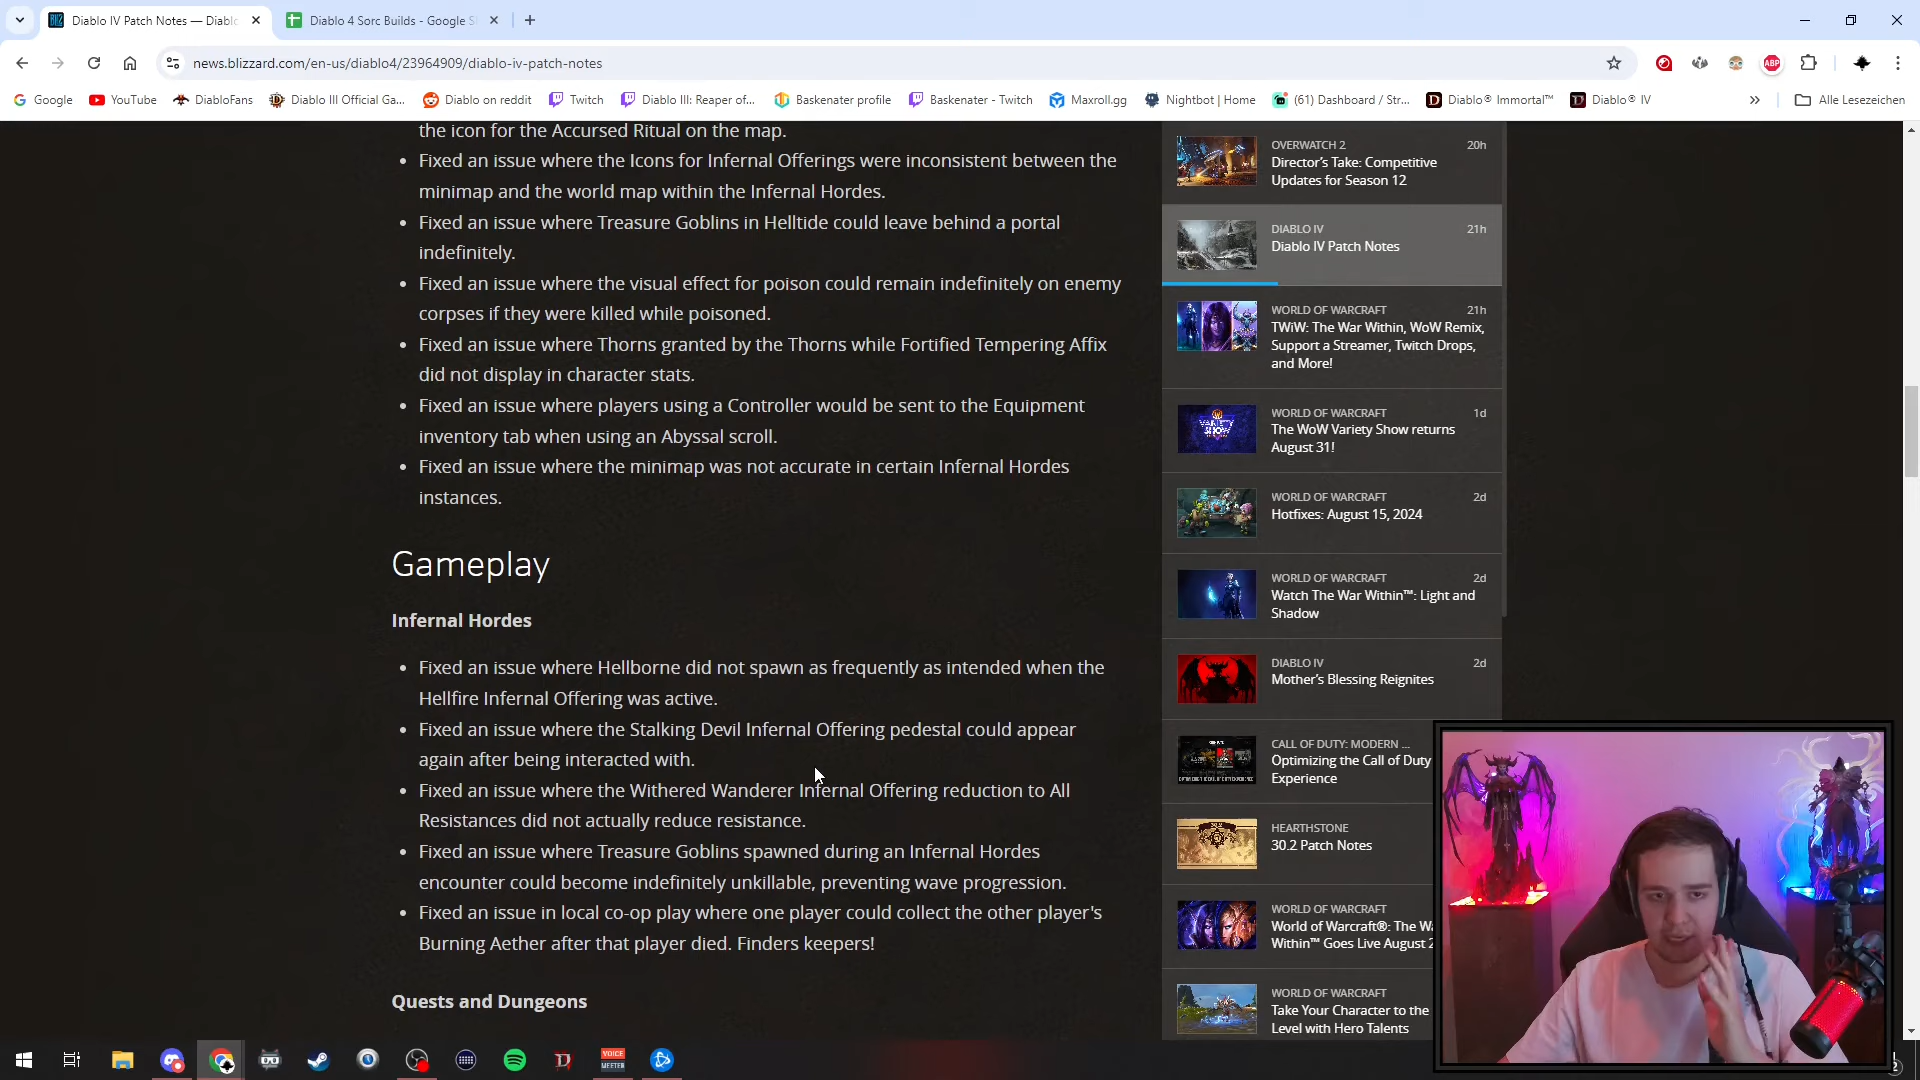 Diablo IV Patch Notes — Diablo
Diablo 4 Sorc Builds - Google S
news.blizzard.com/en-us/diablo4/23964909/diablo-iv-patch-notes
ABP
Google
YouTube
DiabloFans
Diablo III Official Ga...
Diablo on reddit
Twitch
Diablo III: Reaper of...
Baskenater profile
Baskenater - Twitch
Maxroll.gg
Nightbot | Home
(61) Dashboard / Str...
Diablo® Immortal™
Diablo® IV
Alle Lesezeichen
the icon for the Accursed Ritual on the map.
• Fixed an issue where the Icons for Infernal Offerings were inconsistent between the
minimap and the world map within the Infernal Hordes.
• Fixed an issue where Treasure Goblins in Helltide could leave behind a portal
indefinitely.
• Fixed an issue where the visual effect for poison could remain indefinitely on enemy
corpses if they were killed while poisoned.
• Fixed an issue where Thorns granted by the Thorns while Fortified Tempering Affix
did not display in character stats.
• Fixed an issue where players using a Controller would be sent to the Equipment
inventory tab when using an Abyssal scroll.
• Fixed an issue where the minimap was not accurate in certain Infernal Hordes
instances.
Gameplay
Infernal Hordes
• Fixed an issue where Hellborne did not spawn as frequently as intended when the
Hellfire Infernal Offering was active.
• Fixed an issue where the Stalking Devil Infernal Offering pedestal could appear
again after being interacted with.
• Fixed an issue where the Withered Wanderer Infernal Offering reduction to All
Resistances did not actually reduce resistance.
• Fixed an issue where Treasure Goblins spawned during an Infernal Hordes
encounter could become indefinitely unkillable, preventing wave progression.
• Fixed an issue in local co-op play where one player could collect the other player's
Burning Aether after that player died. Finders keepers!
Quests and Dungeons
OVERWATCH 2 20h
Director's Take: Competitive
Updates for Season 12
DIABLO IV 21h
Diablo IV Patch Notes
WORLD OF WARCRAFT 21h
TWiW: The War Within, WoW Remix,
Support a Streamer, Twitch Drops,
and More!
WORLD OF WARCRAFT 1d
The WoW Variety Show returns
August 31!
WORLD OF WARCRAFT 2d
Hotfixes: August 15, 2024
WORLD OF WARCRAFT 2d
Watch The War Within™: Light and
Shadow
DIABLO IV 2d
Mother's Blessing Reignites
CALL OF DUTY: MODERN ...
Optimizing the Call of Duty
Experience
HEARTHSTONE
30.2 Patch Notes
WORLD OF WARCRAFT
World of Warcraft®: The Wa
Within™ Goes Live August 2
WORLD OF WARCRAFT
Take Your Character to the
Level with Hero Talents
VOICE
MEETER